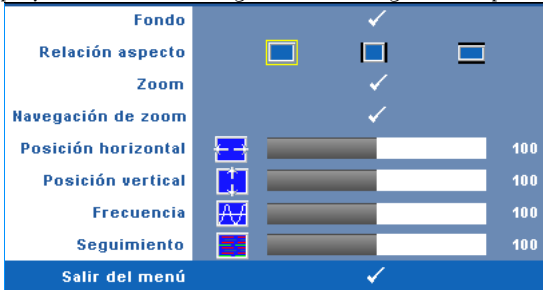 Fondo
Relación aspecto
Zoom
Navegación de zoom
Posición horizontal 100
Posición vertical 100
Frecuencia 100
Seguimiento 100
Salir del menú